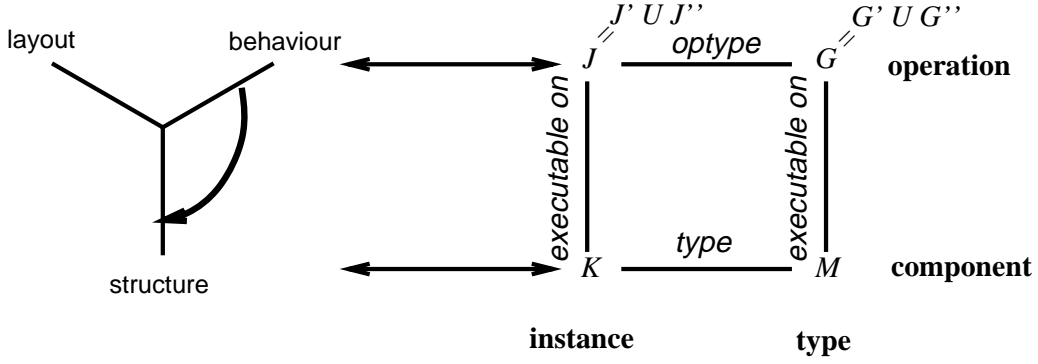 J' U J'' G' U G''
layout behaviour J optype G operation
executable on executable on
K type M component
structure
instance type